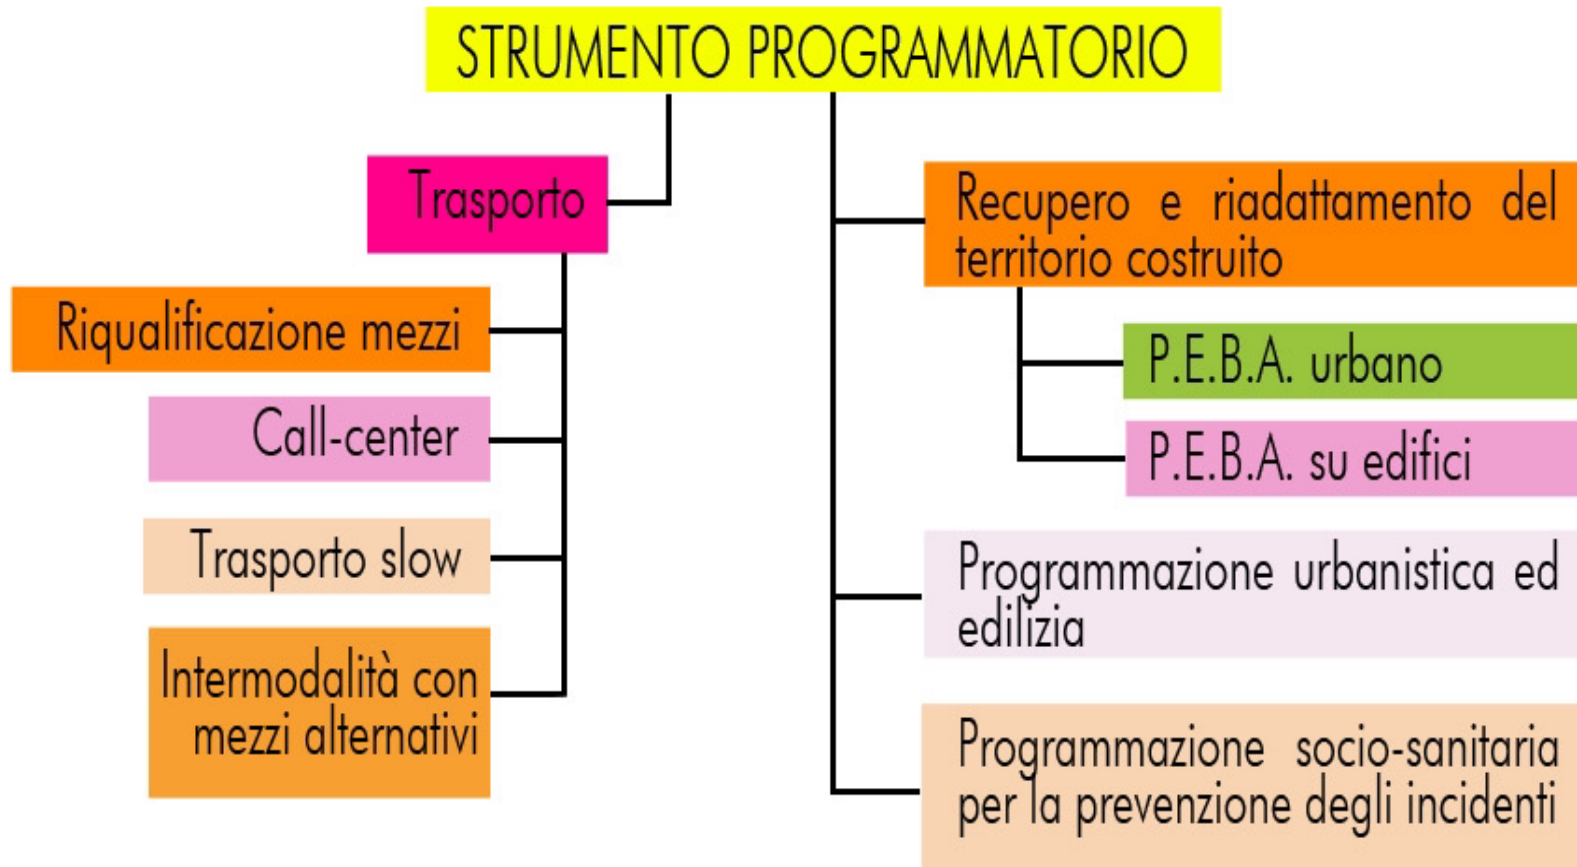 STRUMENTO PROGRAMMATORIO
Trasporto
Riqualificazione mezzi
Call-center
Trasporto slow
Intermodalità con
mezzi alternativi
Recupero e riadattamento del
territorio costruito
P.E.B.A. urbano
P.E.B.A. su edifici
Programmazione urbanistica ed
edilizia
Programmazione socio-sanitaria
per la prevenzione degli incidenti